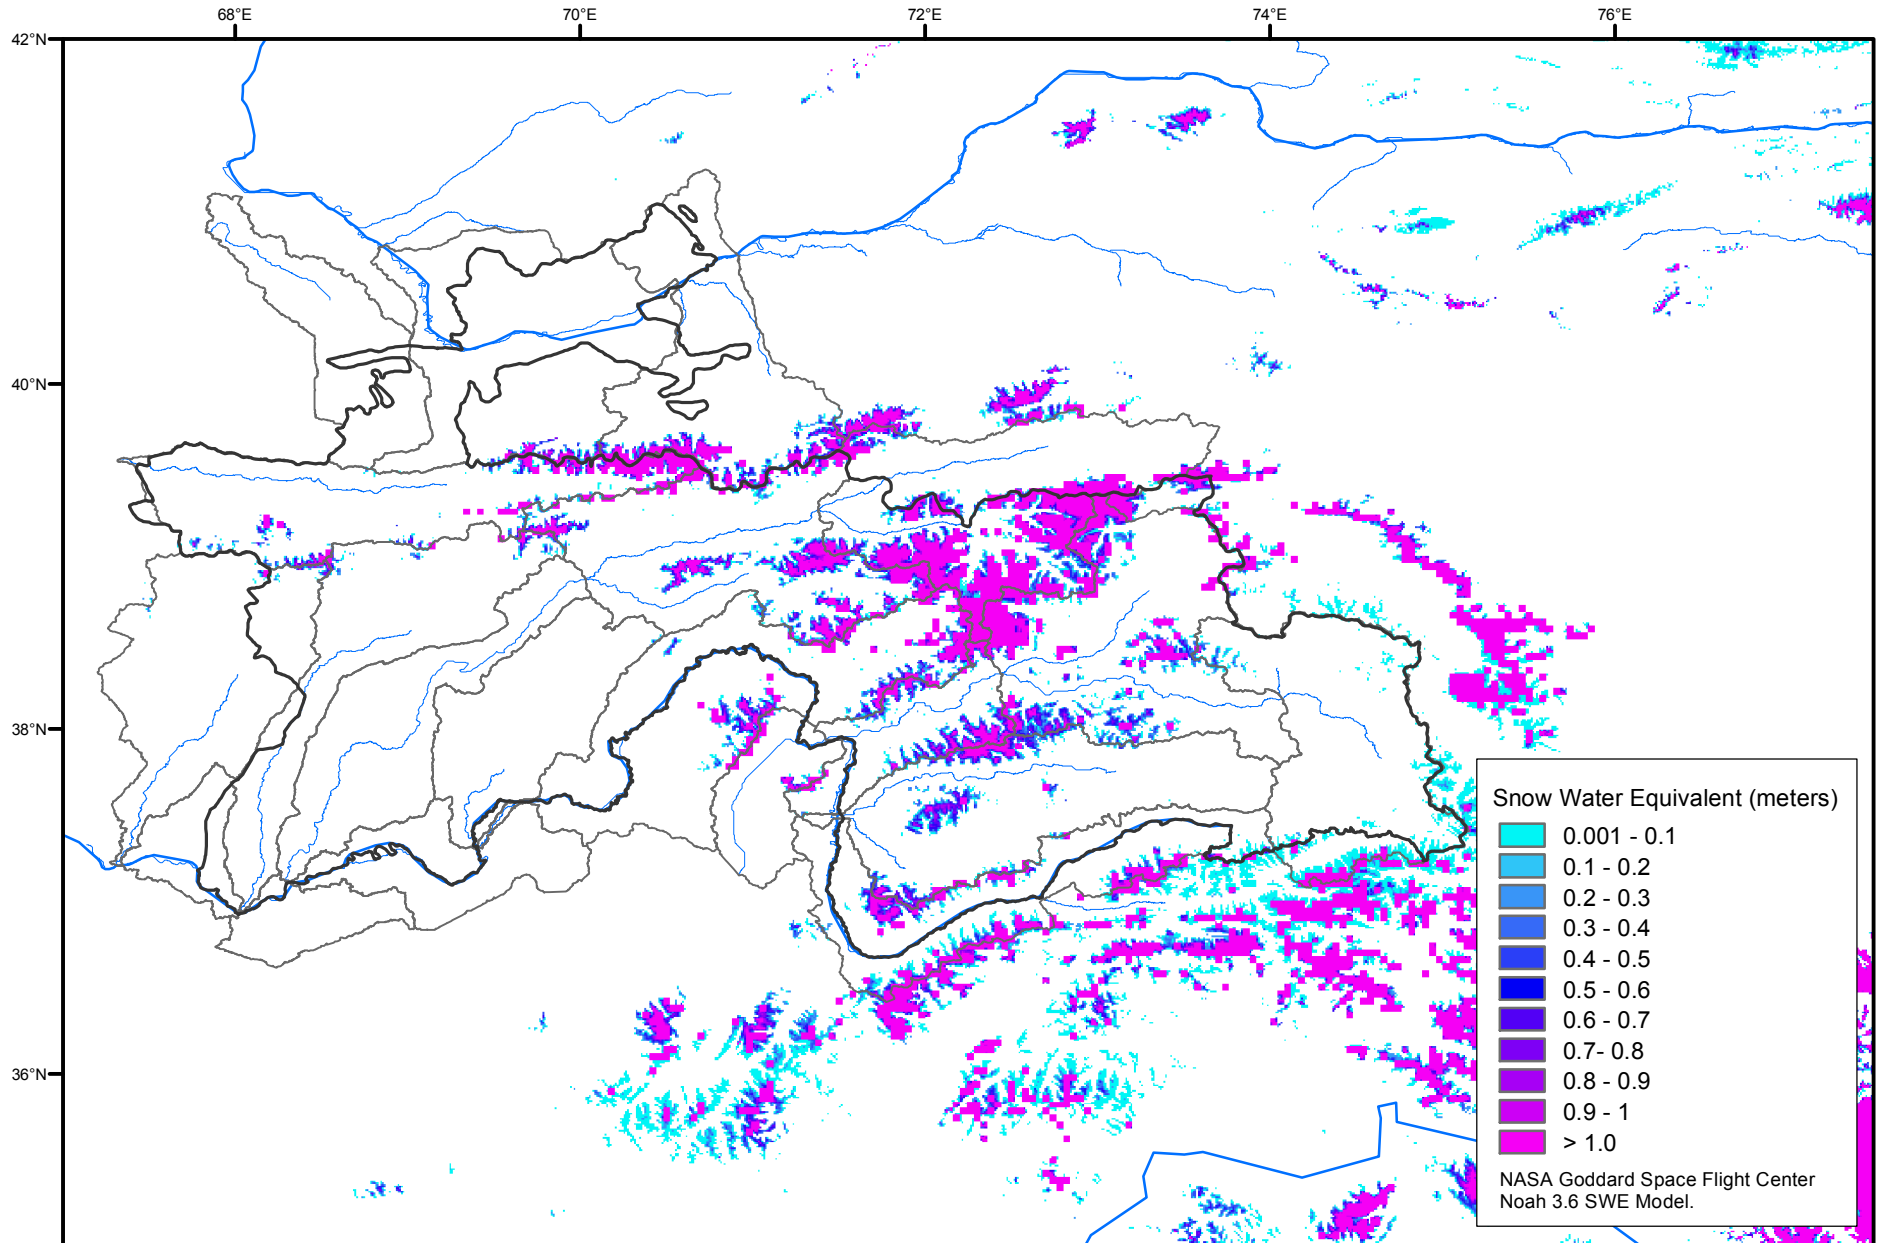 68°E
70°E
72°E
74°E
76°E
42°N
40°N
38°N
36°N
Snow Water Equivalent (meters)
0.001 - 0.1
0.1 - 0.2
0.2 - 0.3
0.3 - 0.4
0.4 - 0.5
0.5 - 0.6
0.6 - 0.7
0.7- 0.8
0.8 - 0.9
0.9 - 1
> 1.0
NASA Goddard Space Flight Center
Noah 3.6 SWE Model.